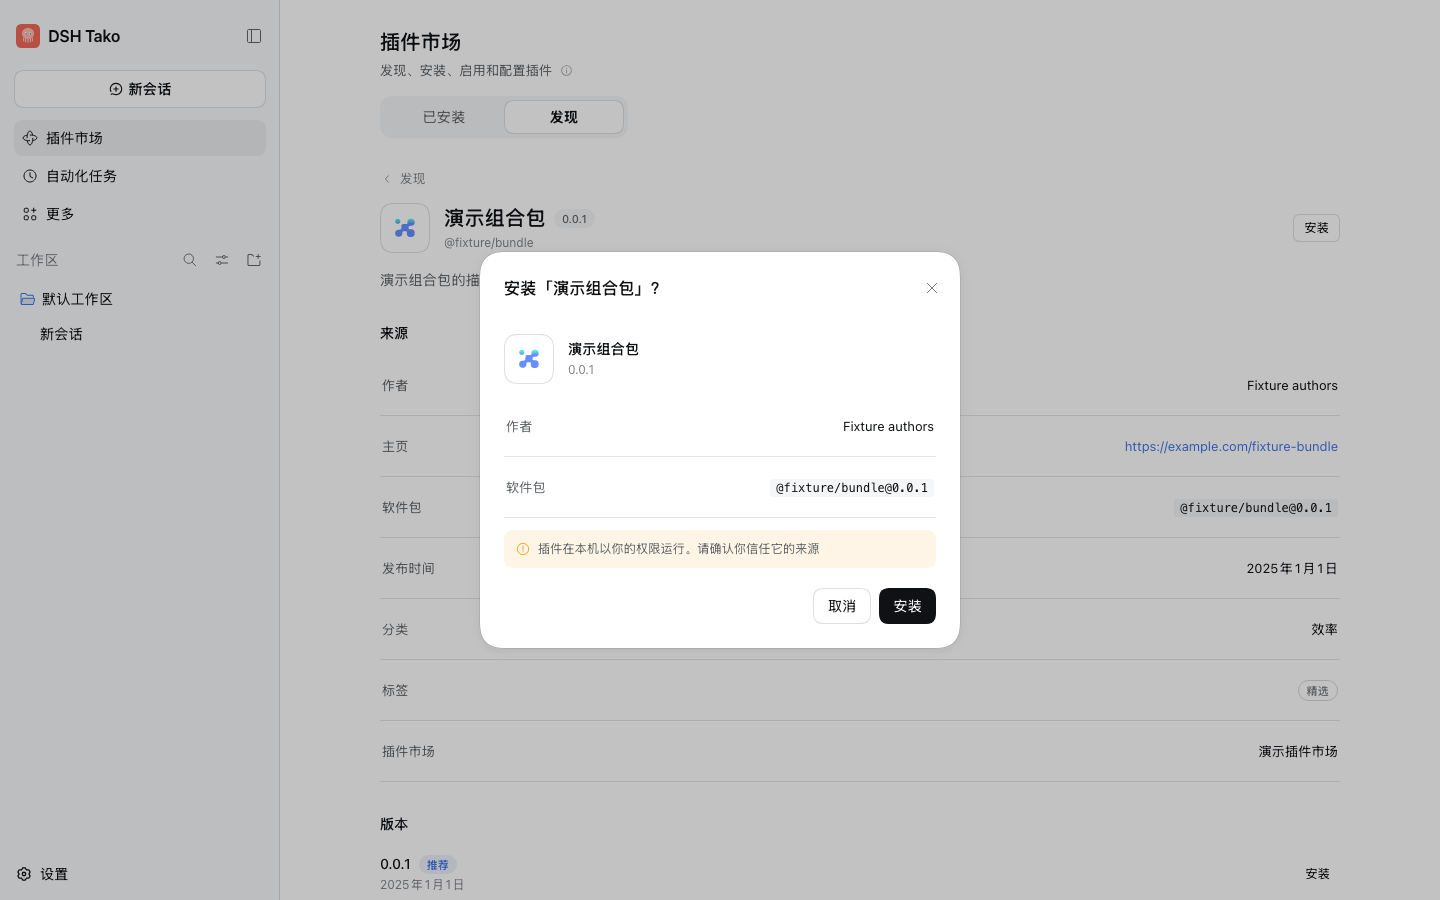 DSH Tako
新会话
插件市场
自动化任务
更多
工作区
默认工作区
新会话
设置
插件市场
发现、安装、启用和配置插件
已安装
发现
发现
演示组合包
0.0.1
@fixture/bundle
安装
演示组合包的描
来源
作者
Fixture authors
主页
https://example.com/fixture-bundle
软件包
@fixture/bundle@0.0.1
发布时间
2025年1月1日
分类
效率
标签
精选
插件市场
演示插件市场
版本
0.0.1
推荐
2025年1月1日
安装
安装「演示组合包」?
演示组合包
0.0.1
作者
Fixture authors
软件包
@fixture/bundle@0.0.1
插件在本机以你的权限运行。请确认你信任它的来源
取消
安装